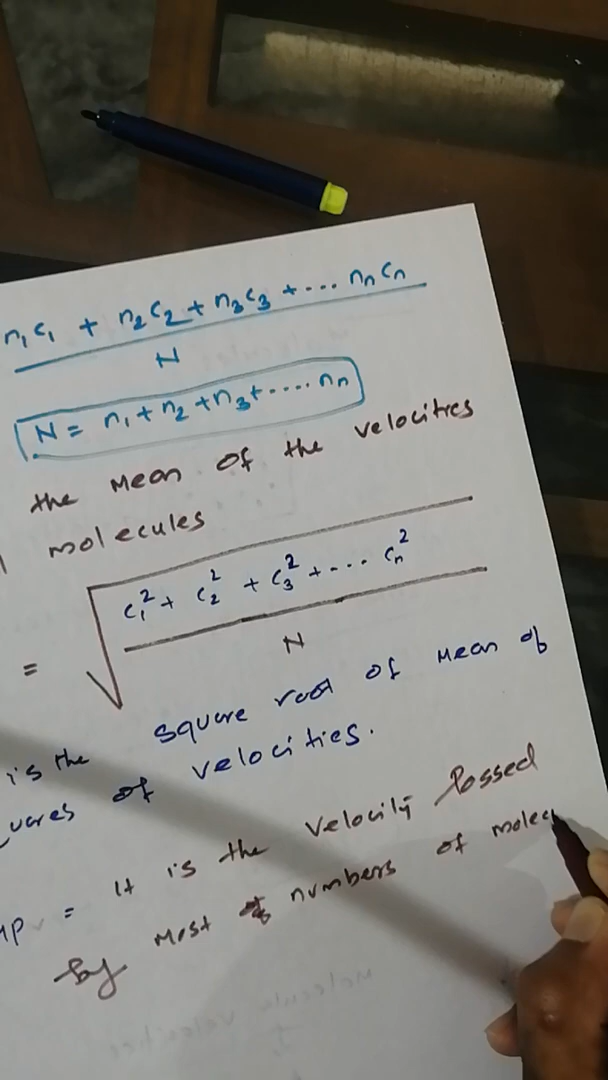 n₁c₁ + n₂c₂ + n₃c₃ + .... nₙcₙ
N
N = n₁ + n₂ + n₃ + .... nₙ
the Mean of the velocities
molecules
= √ c₁² + c₂² + c₃² + .... cₙ²
N
is the square root of Mean of
uares of velocities.
MP = It is the Velocity Possed
by Most of numbers of molec